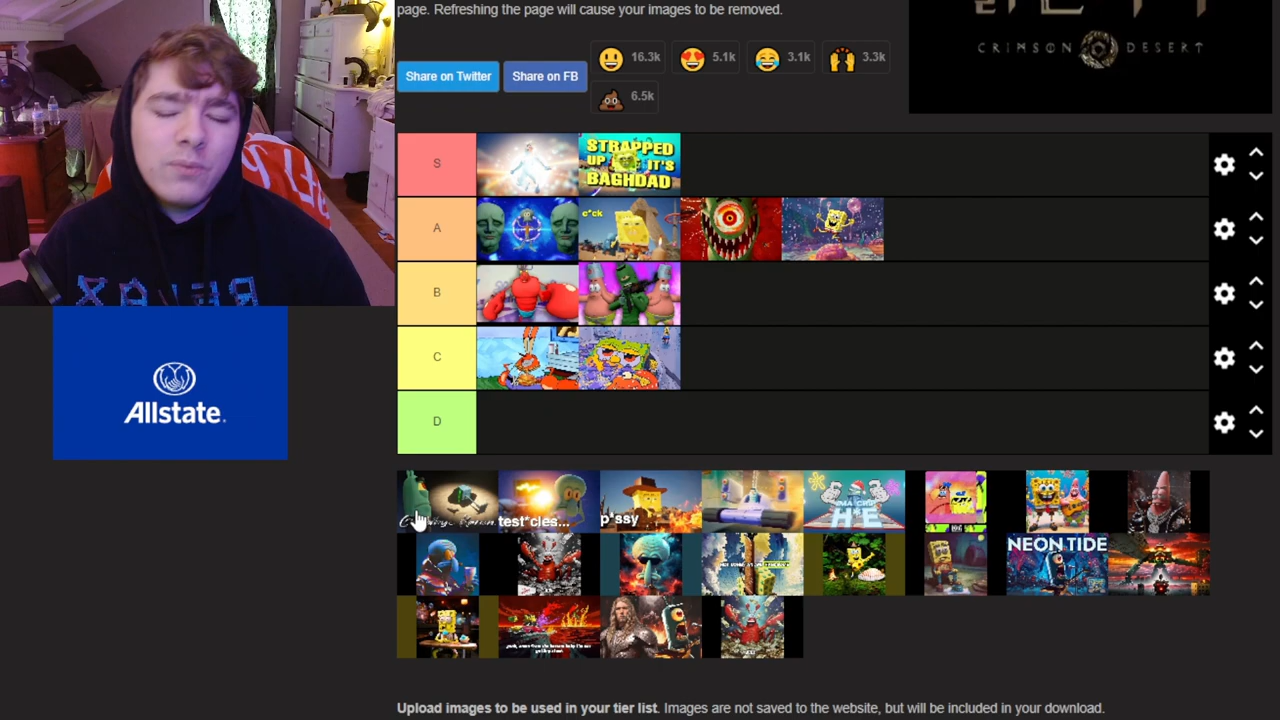 page. Refreshing the page will cause your images to be removed.
CRIMSON DESERT
16.3k
5.1k
3.1k
3.3k
Share on Twitter
Share on FB
6.5k
S
STRAPPED
UP IT'S
BAGHDAD
A
c*ck
B
C
Allstate.
D
test*cles...
p*ssy
H*E
NEON TIDE
Upload images to be used in your tier list. Images are not saved to the website, but will be included in your download.